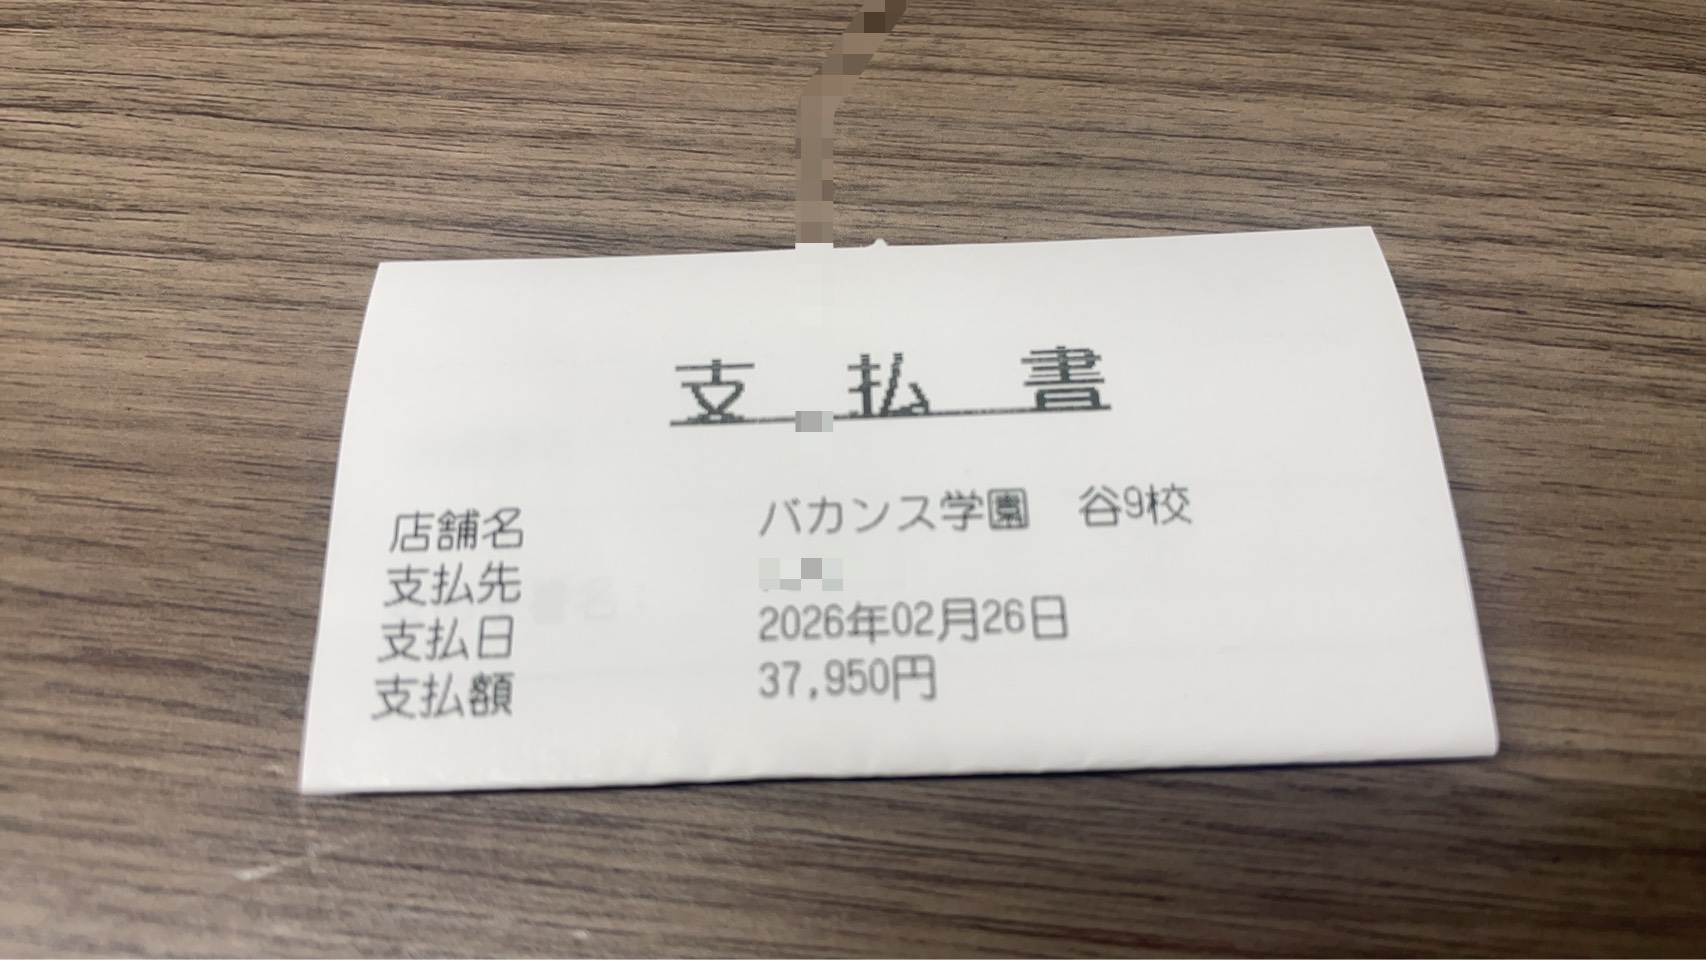 支払書
店舗名 バカンス学園 谷9校
支払先
支払日 2026年02月26日
支払額 37,950円